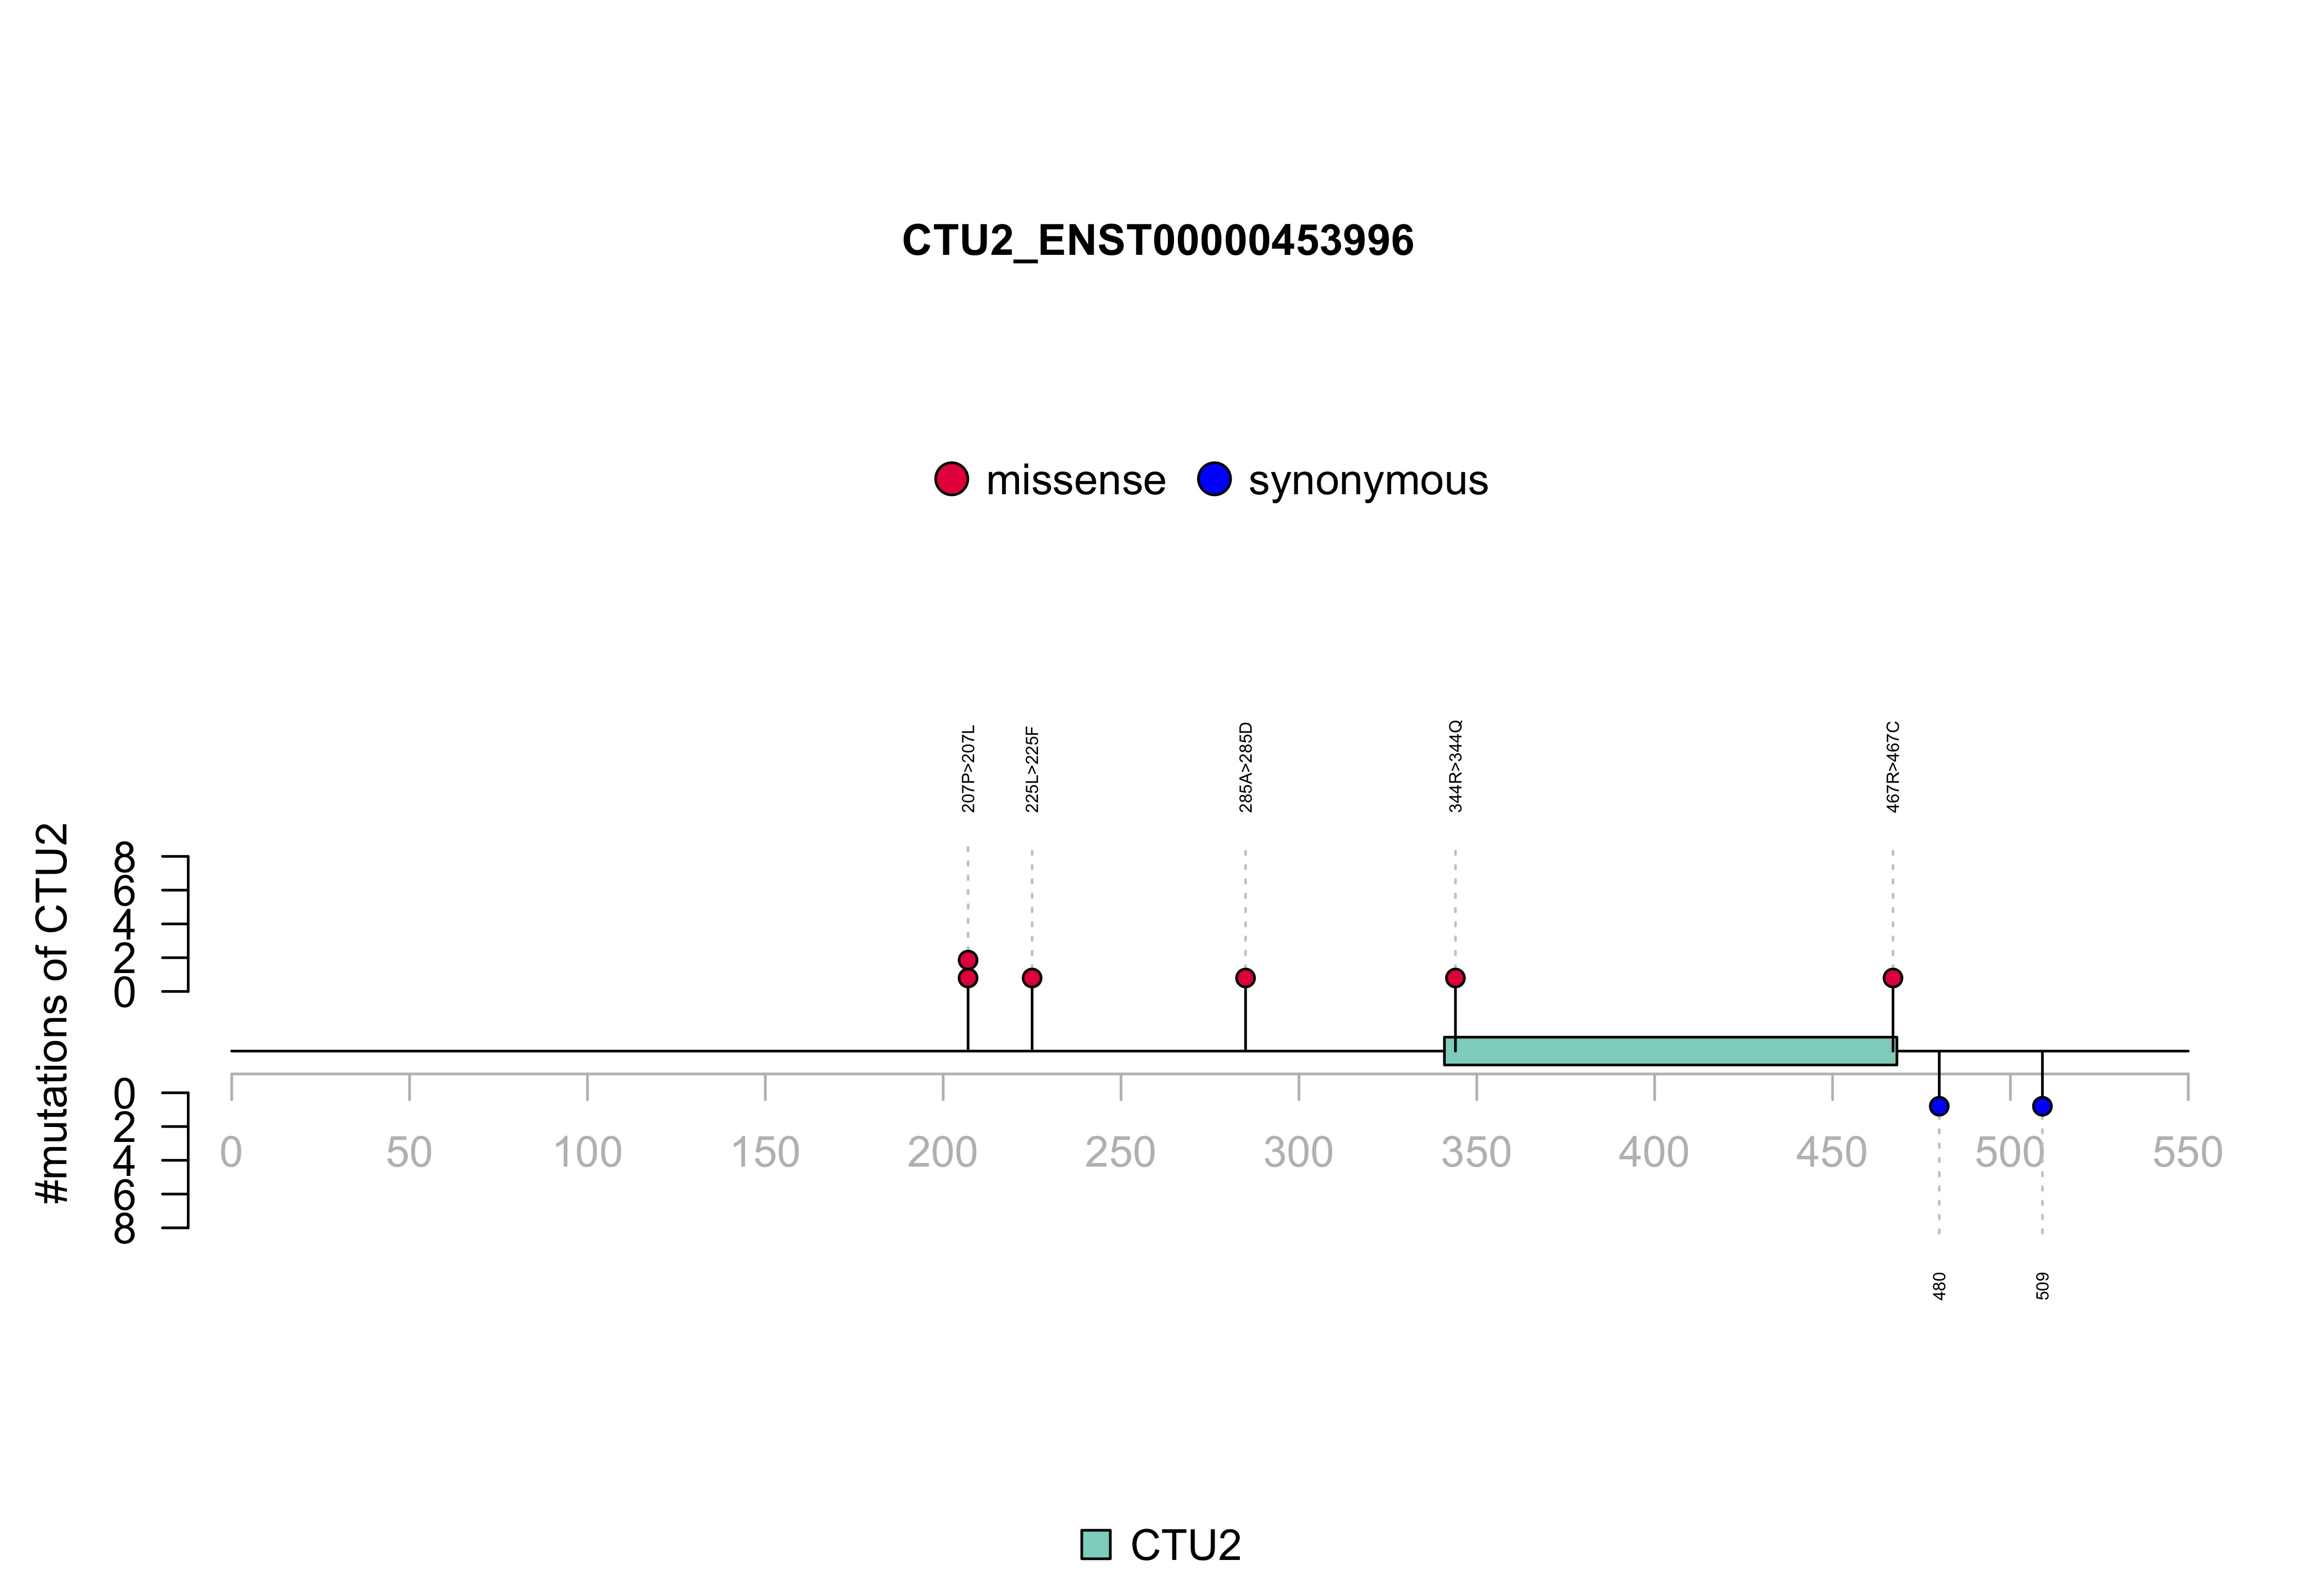 CTU2_ENST00000453996
missense synonymous
207P>207L
225L>225F
285A>285D
344R>344Q
467R>467C
#mutations of CTU2
8
6
4
2
0
0
2
4
6
8
0 50 100 150 200 250 300 350 400 450 500 550
480
509
CTU2